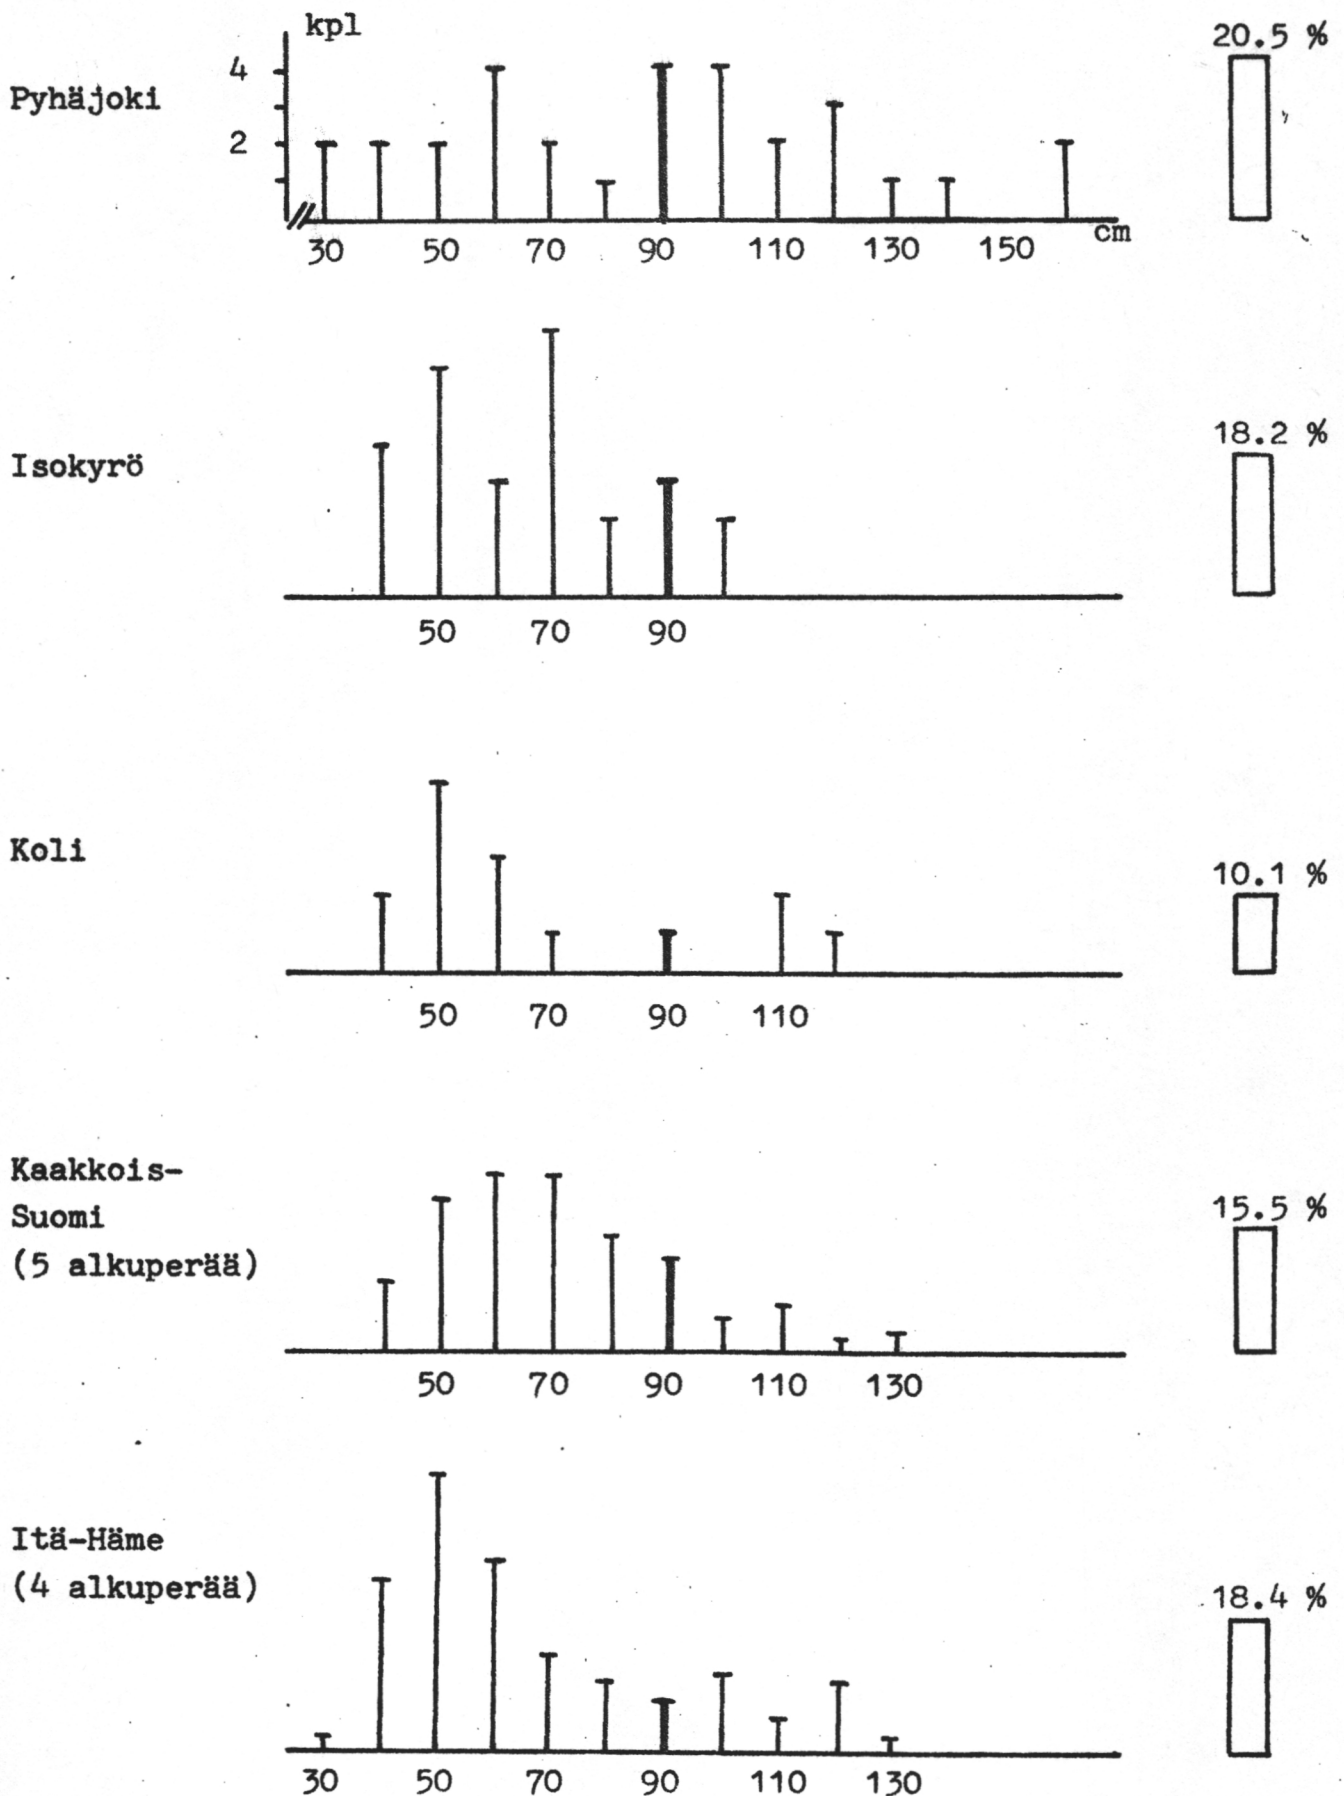 kpl
20.5 %
4
Pyhäjoki
2
cm
30 50 70 90 110 130 150
18.2 %
Isokyrö
50 70 90
Koli
10.1 %
50 70 90 110
Kaakkois-
Suomi
15.5 %
(5 alkuperää)
50 70 90 110 130
Itä-Häme
(4 alkuperää)
18.4 %
30 50 70 90 110 130